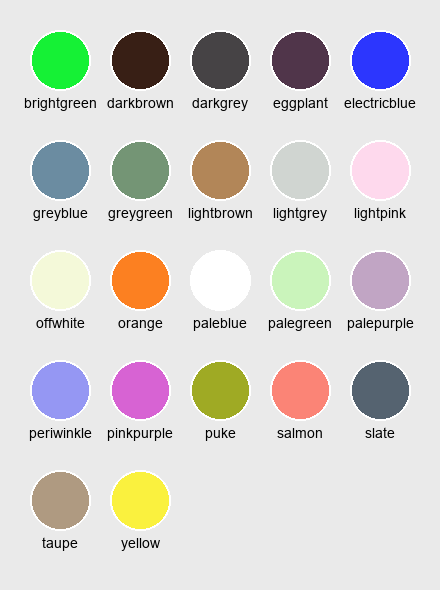 brightgreen darkbrown darkgrey eggplant electricblue
greyblue greygreen lightbrown lightgrey lightpink
offwhite orange paleblue palegreen palepurple
periwinkle pinkpurple puke salmon slate
taupe yellow